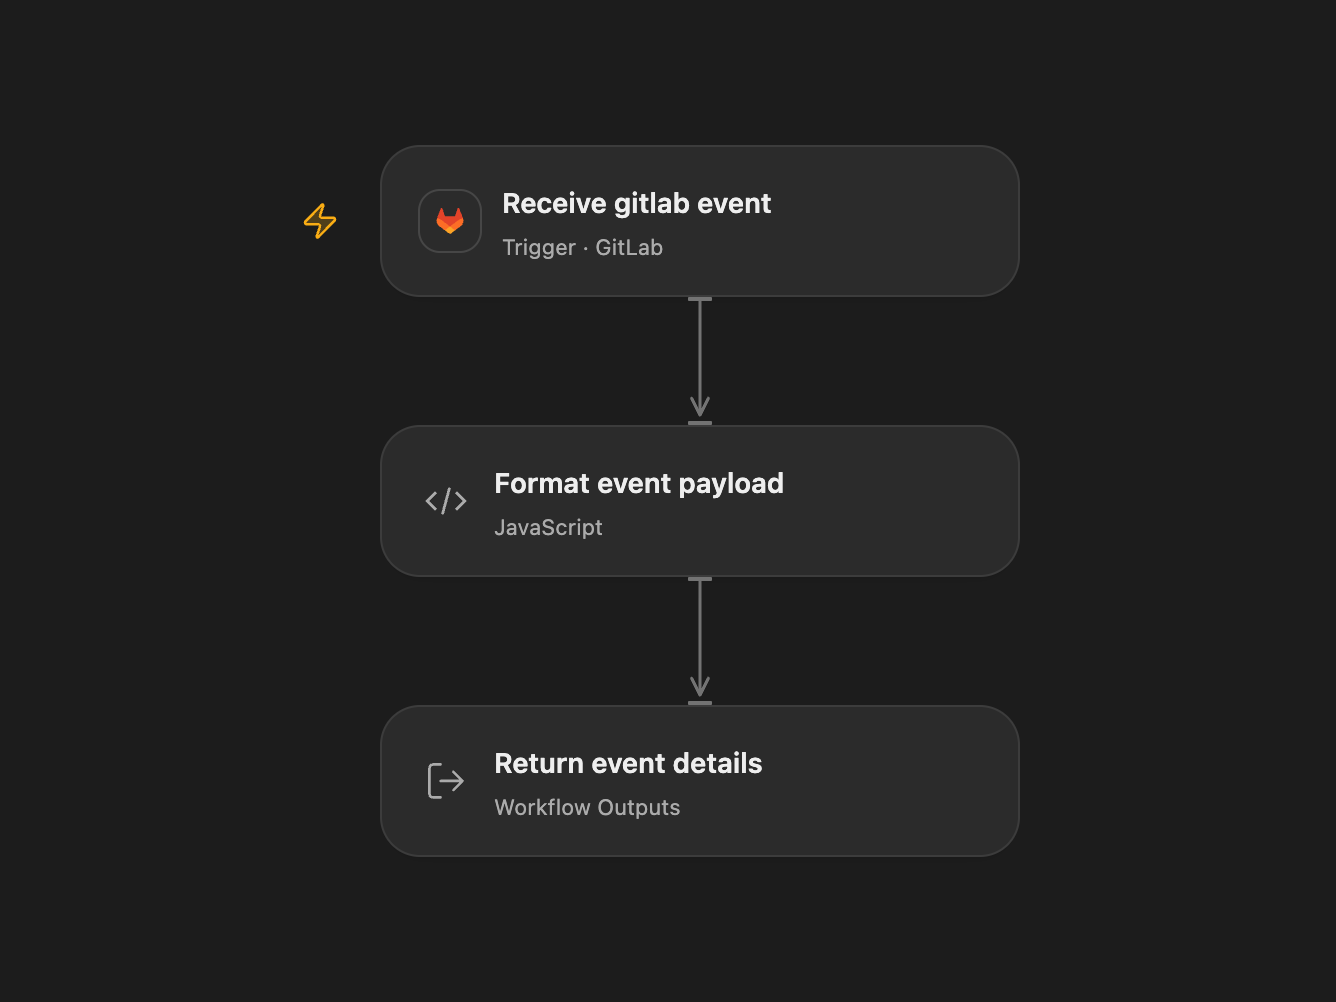 Receive gitlab event
Trigger · GitLab
Format event payload
JavaScript
Return event details
Workflow Outputs